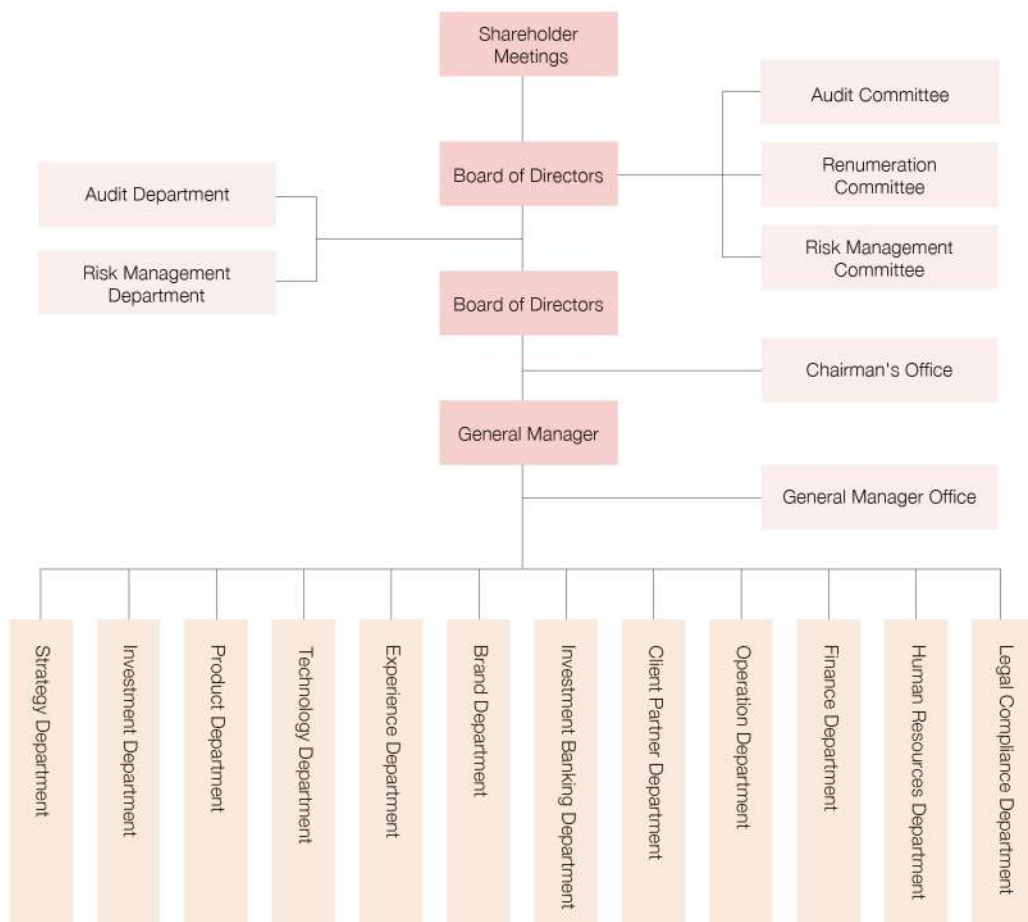 Shareholder
Meetings
Audit Committee
Board of Directors
Renumeration
Committee
Audit Department
Risk Management
Committee
Risk Management
Department
Board of Directors
Chairman's Office
General Manager
General Manager Office
Strategy Department
Investment Department
Product Department
Technology Department
Experience Department
Brand Department
Investment Banking Department
Client Partner Department
Operation Department
Finance Department
Human Resources Department
Legal Compliance Department